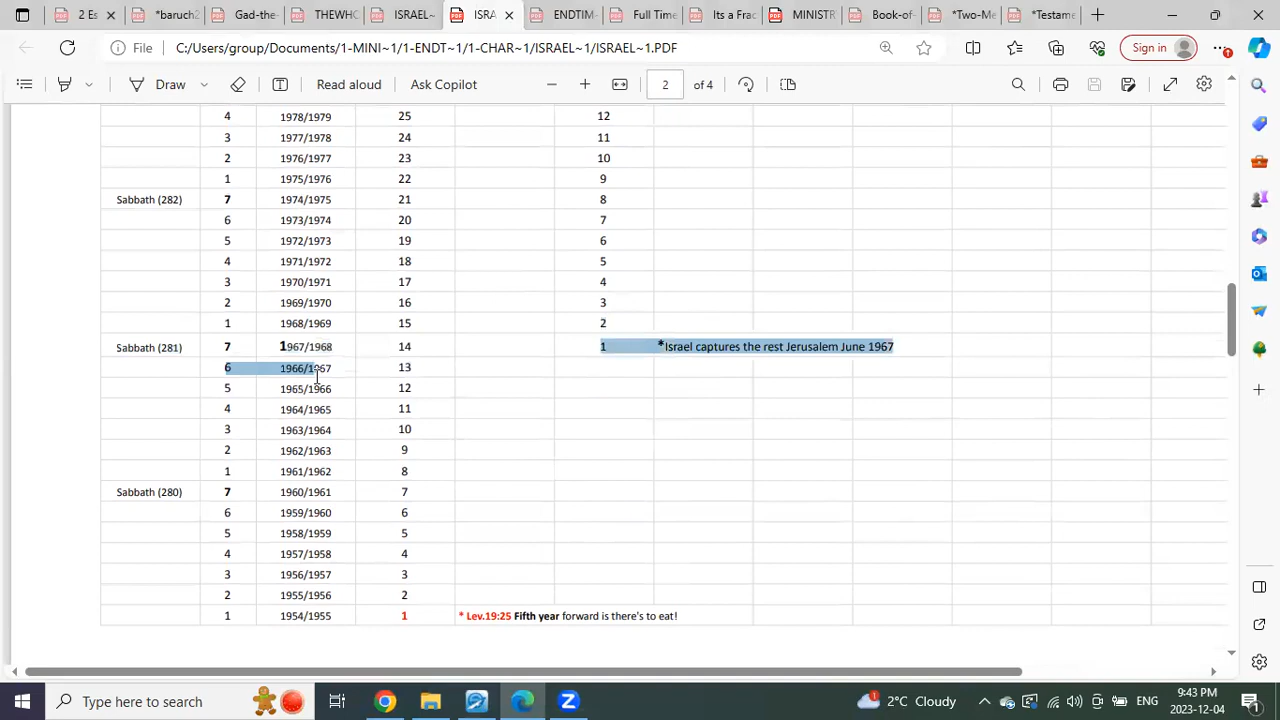 2 Es
*baruch2
Gad-the-
THEWHO
ISRAEL~
ISRA
ENDTIM-
Full Time
Its a Frac
MINISTR
Book-of-
*Two-Me
*Testame
File C:/Users/group/Documents/1-MINI~1/1-ENDT~1/1-CHAR~1/ISRAEL~1/ISRAEL~1.PDF
Sign in
Draw
Read aloud
Ask Copilot
2 of 4
4 1978/1979 25 12
3 1977/1978 24 11
2 1976/1977 23 10
1 1975/1976 22 9
Sabbath (282) 7 1974/1975 21 8
6 1973/1974 20 7
5 1972/1973 19 6
4 1971/1972 18 5
3 1970/1971 17 4
2 1969/1970 16 3
1 1968/1969 15 2
Sabbath (281) 7 1967/1968 14 1 *Israel captures the rest Jerusalem June 1967
6 1966/1967 13
5 1965/1966 12
4 1964/1965 11
3 1963/1964 10
2 1962/1963 9
1 1961/1962 8
Sabbath (280) 7 1960/1961 7
6 1959/1960 6
5 1958/1959 5
4 1957/1958 4
3 1956/1957 3
2 1955/1956 2
1 1954/1955 1 * Lev.19:25 Fifth year forward is there's to eat!
Type here to search
2°C Cloudy
ENG
9:43 PM
2023-12-04